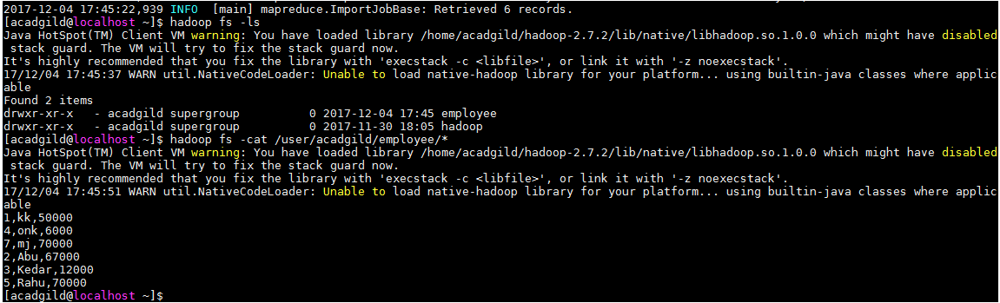 2017-12-04 17:45:22,939 INFO  [main] mapreduce.ImportJobBase: Retrieved 6 records.
[acadgild@localhost ~]$ hadoop fs -ls
Java HotSpot(TM) Client VM warning: You have loaded library /home/acadgild/hadoop-2.7.2/lib/native/libhadoop.so.1.0.0 which might have disabled
 stack guard. The VM will try to fix the stack guard now.
It's highly recommended that you fix the library with 'execstack -c <libfile>', or link it with '-z noexecstack'.
17/12/04 17:45:37 WARN util.NativeCodeLoader: Unable to load native-hadoop library for your platform... using builtin-java classes where applic
able
Found 2 items
drwxr-xr-x   - acadgild supergroup          0 2017-12-04 17:45 employee
drwxr-xr-x   - acadgild supergroup          0 2017-11-30 18:05 hadoop
[acadgild@localhost ~]$ hadoop fs -cat /user/acadgild/employee/*
Java HotSpot(TM) Client VM warning: You have loaded library /home/acadgild/hadoop-2.7.2/lib/native/libhadoop.so.1.0.0 which might have disabled
 stack guard. The VM will try to fix the stack guard now.
It's highly recommended that you fix the library with 'execstack -c <libfile>', or link it with '-z noexecstack'.
17/12/04 17:45:51 WARN util.NativeCodeLoader: Unable to load native-hadoop library for your platform... using builtin-java classes where applic
able
1,kk,50000
4,onk,6000
7,mj,70000
2,Abu,67000
3,Kedar,12000
5,Rahu,70000
[acadgild@localhost ~]$